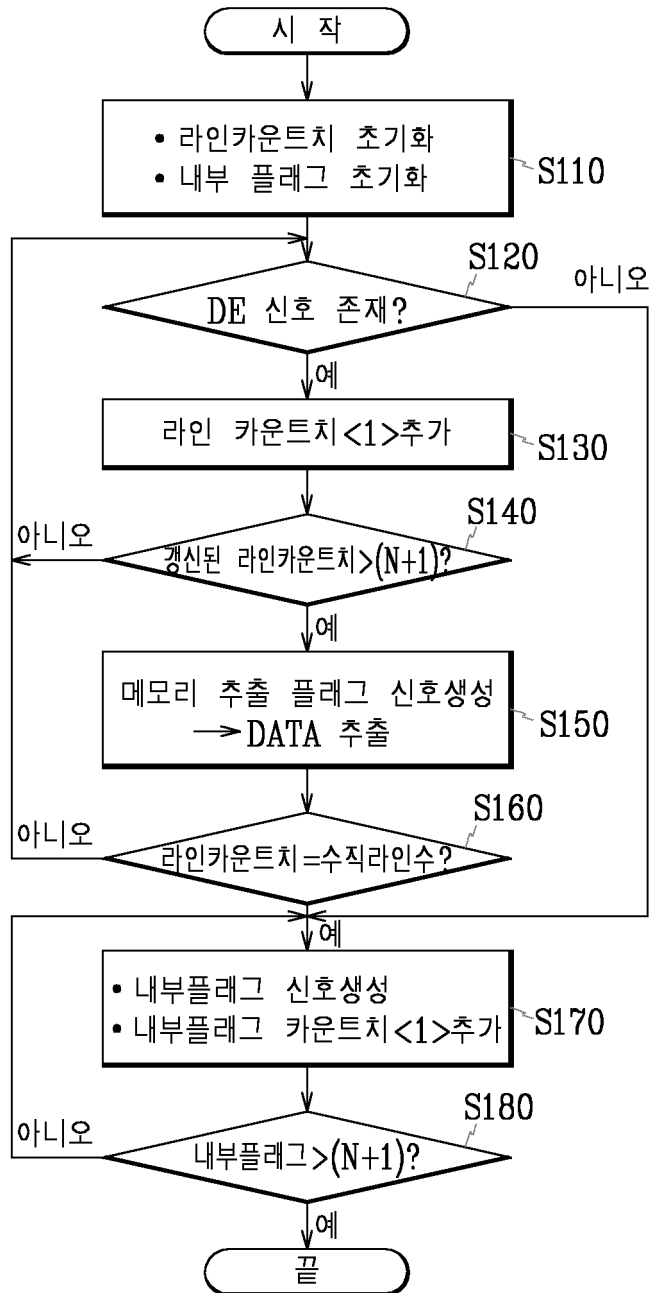 시 작
• 라인카운트치 초기화
• 내부 플래그 초기화
S110
S120
아니오
DE 신호 존재?
예
라인 카운트치<1>추가
S130
S140
아니오
갱신된 라인카운트치>(N+1)?
예
메모리 추출 플래그 신호생성
→DATA 추출
S150
S160
아니오
라인카운트치=수직라인수?
예
• 내부플래그 신호생성
• 내부플래그 카운트치<1>추가
S170
S180
아니오
내부플래그>(N+1)?
예
끝